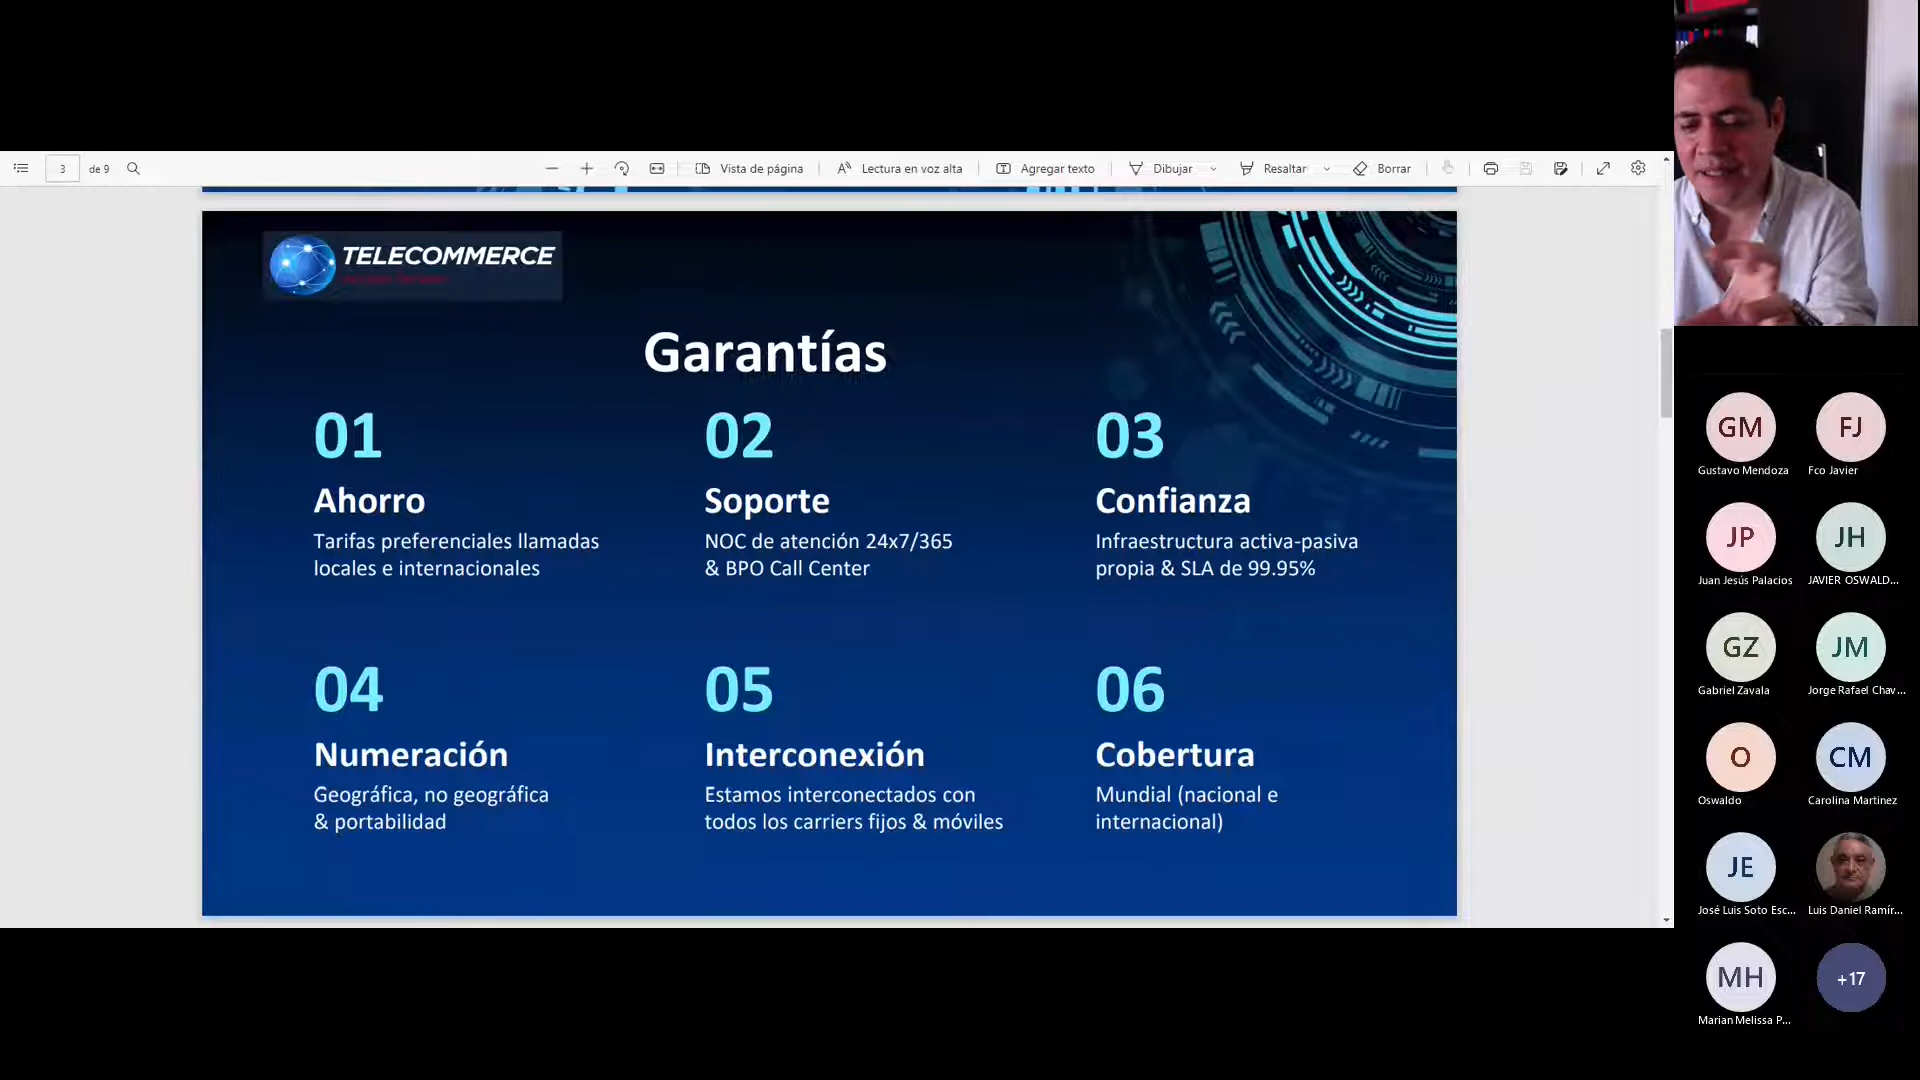 3 de 9
Vista de página
Lectura en voz alta
Agregar texto
Dibujar
Resaltar
Borrar
TELECOMMERCE
Garantías
01
Ahorro
Tarifas preferenciales llamadas
locales e internacionales
02
Soporte
NOC de atención 24x7/365
& BPO Call Center
03
Confianza
Infraestructura activa-pasiva
propia & SLA de 99.95%
04
Numeración
Geográfica, no geográfica
& portabilidad
05
Interconexión
Estamos interconectados con
todos los carriers fijos & móviles
06
Cobertura
Mundial (nacional e
internacional)
GM
Gustavo Mendoza
FJ
Fco Javier
JP
Juan Jesús Palacios
JH
JAVIER OSWALD...
GZ
Gabriel Zavala
JM
Jorge Rafael Chav...
O
Oswaldo
CM
Carolina Martinez
JE
José Luis Soto Esc...
Luis Daniel Ramír...
MH
Marian Melissa P...
+17